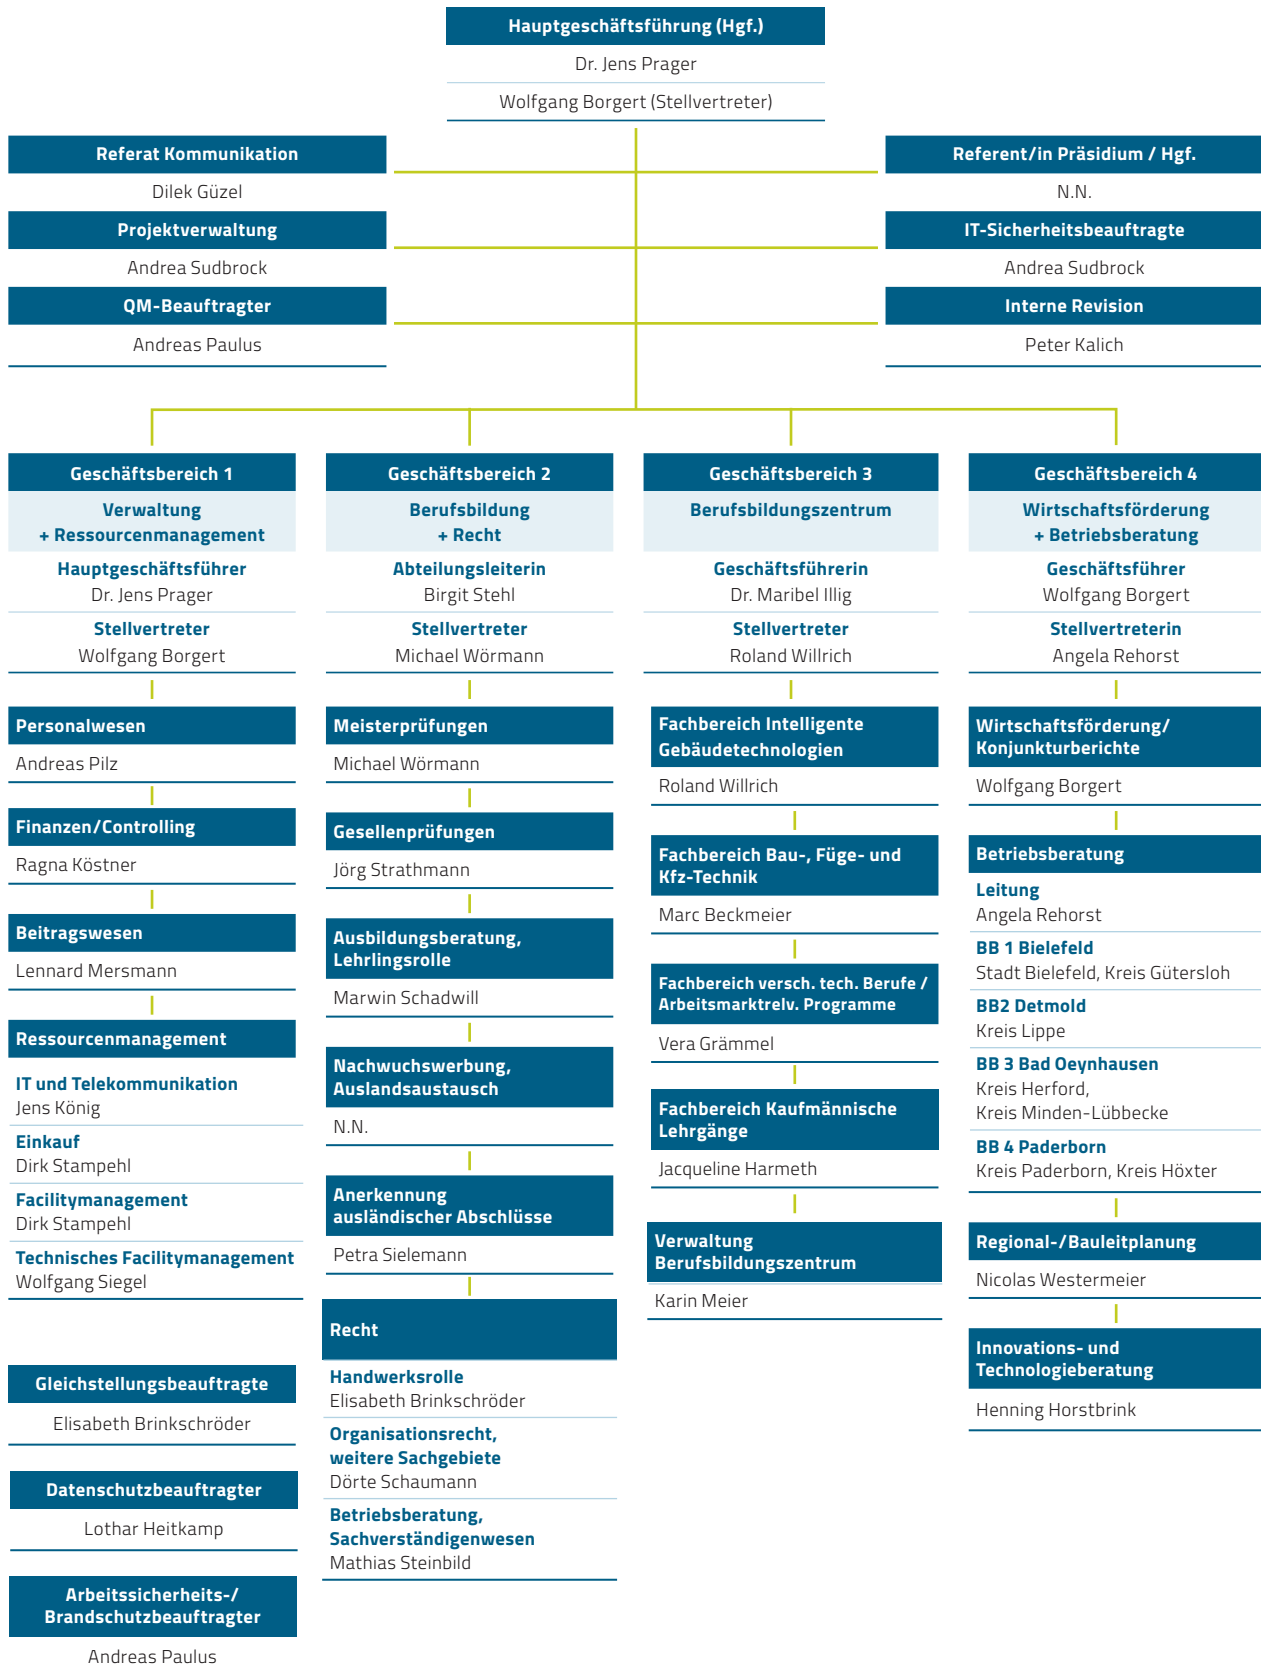 Hauptgeschäftsführung (Hgf.)
Dr. Jens Prager
Wolfgang Borgert (Stellvertreter)
Referat Kommunikation
Dilek Güzel
Projektverwaltung
Andrea Sudbrock
QM-Beauftragter
Andreas Paulus
Referent/in Präsidium / Hgf.
N.N.
IT-Sicherheitsbeauftragte
Andrea Sudbrock
Interne Revision
Peter Kalich
Geschäftsbereich 1
Verwaltung
+ Ressourcenmanagement
Hauptgeschäftsführer
Dr. Jens Prager
Stellvertreter
Wolfgang Borgert
Personalwesen
Andreas Pilz
Finanzen/Controlling
Ragna Köstner
Beitragswesen
Lennard Mersmann
Ressourcenmanagement
IT und Telekommunikation
Jens König
Einkauf
Dirk Stampehl
Facilitymanagement
Dirk Stampehl
Technisches Facilitymanagement
Wolfgang Siegel
Gleichstellungsbeauftragte
Elisabeth Brinkschröder
Datenschutzbeauftragter
Lothar Heitkamp
Arbeitssicherheits-/
Brandschutzbeauftragter
Andreas Paulus
Geschäftsbereich 2
Berufsbildung
+ Recht
Abteilungsleiterin
Birgit Stehl
Stellvertreter
Michael Wörmann
Meisterprüfungen
Michael Wörmann
Gesellenprüfungen
Jörg Strathmann
Ausbildungsberatung,
Lehrlingsrolle
Marwin Schadwill
Nachwuchswerbung,
Auslandsaustausch
N.N.
Anerkennung
ausländischer Abschlüsse
Petra Sielemann
Recht
Handwerksrolle
Elisabeth Brinkschröder
Organisationsrecht,
weitere Sachgebiete
Dörte Schaumann
Betriebsberatung,
Sachverständigenwesen
Mathias Steinbild
Geschäftsbereich 3
Berufsbildungszentrum
Geschäftsführerin
Dr. Maribel Illig
Stellvertreter
Roland Willrich
Fachbereich Intelligente
Gebäudetechnologien
Roland Willrich
Fachbereich Bau-, Füge- und
Kfz-Technik
Marc Beckmeier
Fachbereich versch. tech. Berufe /
Arbeitsmarktrelv. Programme
Vera Grämmel
Fachbereich Kaufmännische
Lehrgänge
Jacqueline Harmeth
Verwaltung
Berufsbildungszentrum
Karin Meier
Geschäftsbereich 4
Wirtschaftsförderung
+ Betriebsberatung
Geschäftsführer
Wolfgang Borgert
Stellvertreterin
Angela Rehorst
Wirtschaftsförderung/
Konjunkturberichte
Wolfgang Borgert
Betriebsberatung
Leitung
Angela Rehorst
BB 1 Bielefeld
Stadt Bielefeld, Kreis Gütersloh
BB2 Detmold
Kreis Lippe
BB 3 Bad Oeynhausen
Kreis Herford,
Kreis Minden-Lübbecke
BB 4 Paderborn
Kreis Paderborn, Kreis Höxter
Regional-/Bauleitplanung
Nicolas Westermeier
Innovations- und
Technologieberatung
Henning Horstbrink